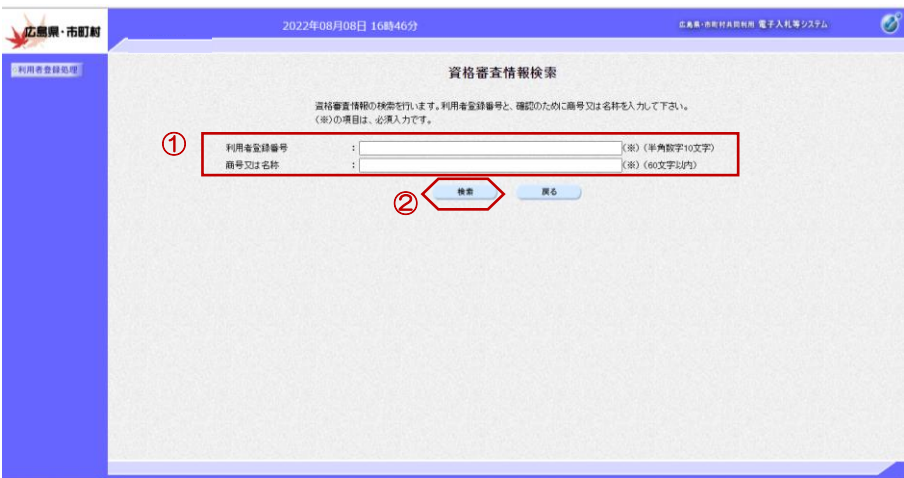 広島県・市町村
2022年08月08日 16時46分
広島県・市町村共同利用 電子入札等システム
利用者登録処理
資格審査情報検索
資格審査情報の検索を行います。利用者登録番号と、確認のために商号又は名称を入力して下さい。
(※)の項目は、必須入力です。
①
利用者登録番号 : (※) (半角数字10文字)
商号又は名称 : (※) (60文字以内)
② 検索 戻る